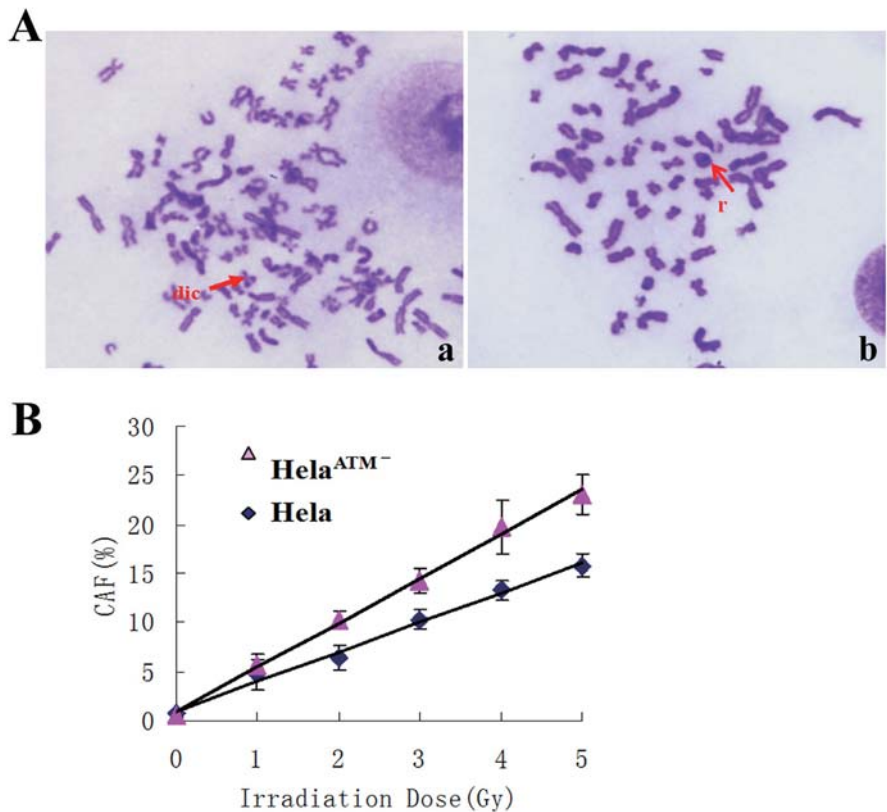 A
dic
a
r
b
B
30
25
20
15
10
5
0
CAF(%)
Hela^ATM−
Hela
0 1 2 3 4 5
Irradiation Dose(Gy)